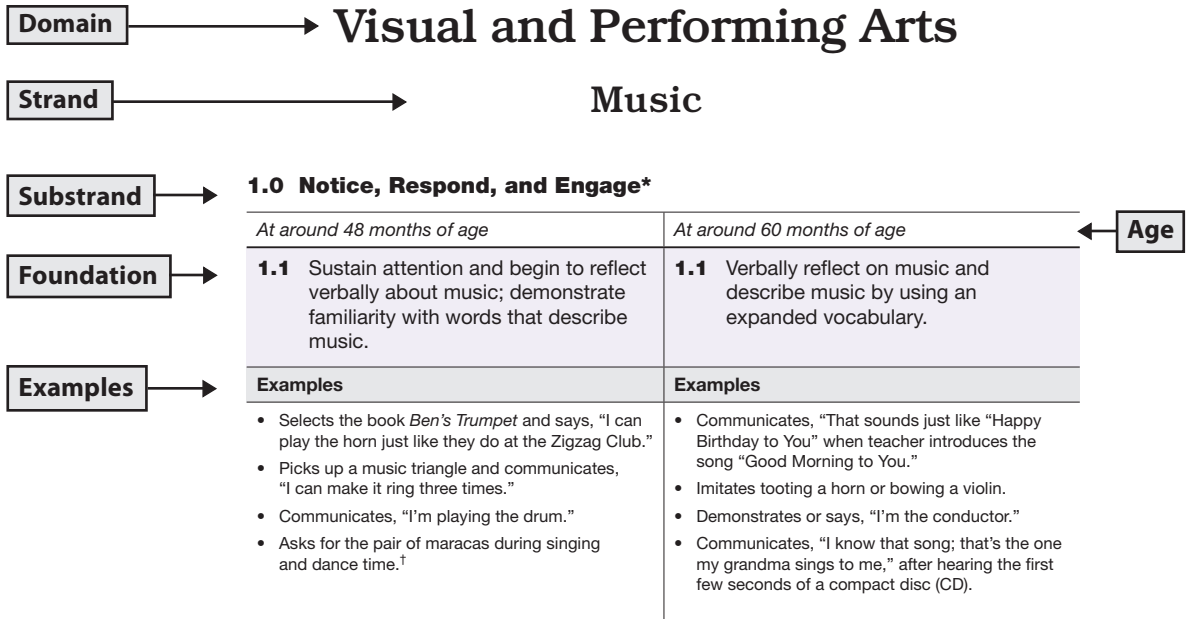 Domain
Visual and Performing Arts
Strand
Music
Substrand
1.0 Notice, Respond, and Engage*
At around 48 months of age
At around 60 months of age
Age
Foundation
1.1 Sustain attention and begin to reflect
verbally about music; demonstrate
familiarity with words that describe
music.
1.1 Verbally reflect on music and
describe music by using an
expanded vocabulary.
Examples
Examples
• Selects the book Ben's Trumpet and says, “I can
play the horn just like they do at the Zigzag Club.”
• Picks up a music triangle and communicates,
“I can make it ring three times.”
• Communicates, “I'm playing the drum.”
• Asks for the pair of maracas during singing
and dance time.†
Examples
• Communicates, “That sounds just like “Happy
Birthday to You” when teacher introduces the
song “Good Morning to You.”
• Imitates tooting a horn or bowing a violin.
• Demonstrates or says, “I'm the conductor.”
• Communicates, “I know that song; that's the one
my grandma sings to me,” after hearing the first
few seconds of a compact disc (CD).